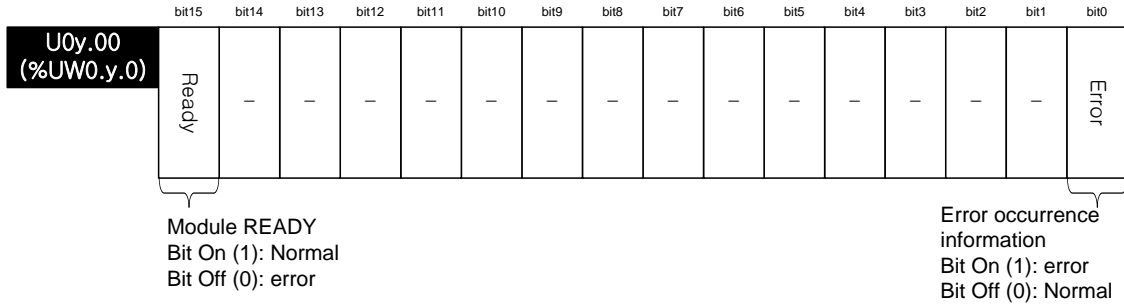 bit15 bit14 bit13 bit12 bit11 bit10 bit9 bit8 bit7 bit6 bit5 bit4 bit3 bit2 bit1 bit0
U0y.00
(%UW0.y.0)
Ready – – – – – – – – – – – – – – Error
Module READY
Bit On (1): Normal
Bit Off (0): error
Error occurrence
information
Bit On (1): error
Bit Off (0): Normal